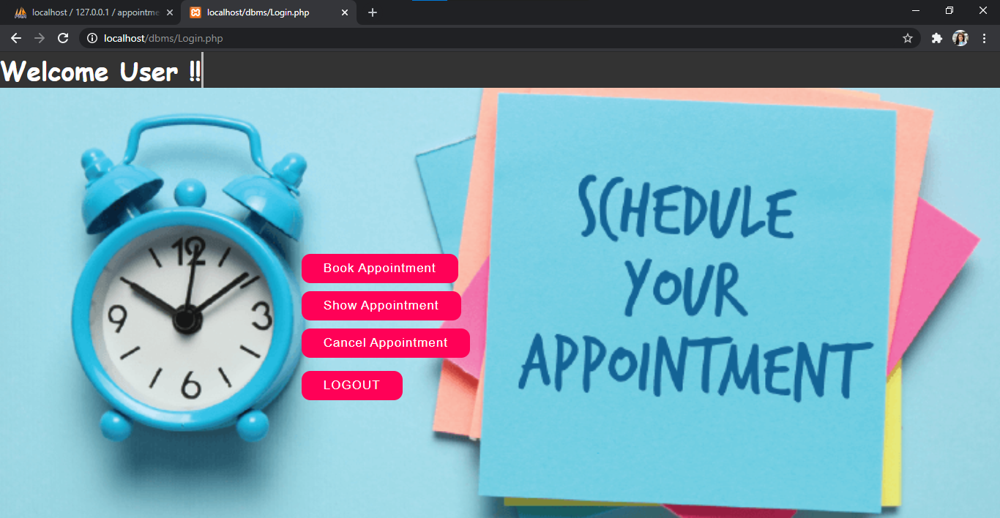 localhost / 127.0.0.1 / appointme
localhost/dbms/Login.php
localhost/dbms/Login.php
Welcome User !!
12
3
6
9
SCHEDULE
YOUR
APPOINTMENT
Book Appointment
Show Appointment
Cancel Appointment
LOGOUT